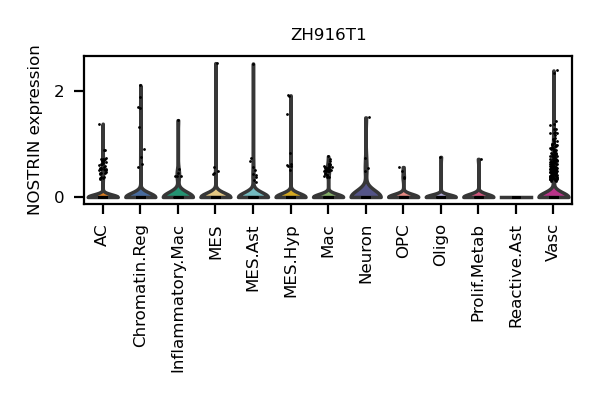 ZH916T1
NOSTRIN expression
2
0
AC
Chromatin.Reg
Inflammatory.Mac
MES
MES.Ast
MES.Hyp
Mac
Neuron
OPC
Oligo
Prolif.Metab
Reactive.Ast
Vasc